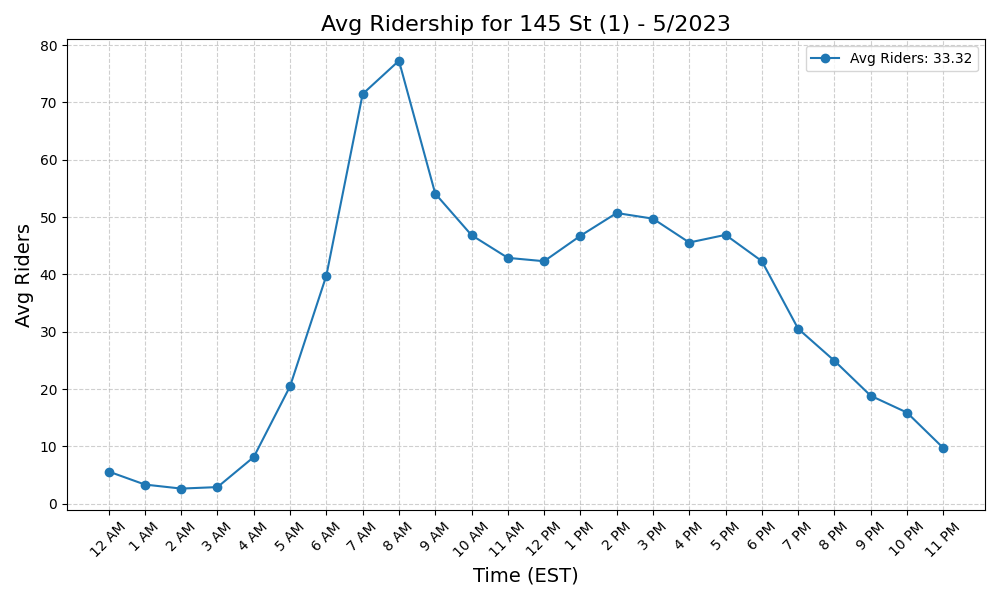 Avg Ridership for 145 St (1) - 5/2023
Avg Riders: 33.32
Avg Riders
80
70
60
50
40
30
20
10
0
12 AM
1 AM
2 AM
3 AM
4 AM
5 AM
6 AM
7 AM
8 AM
9 AM
10 AM
11 AM
12 PM
1 PM
2 PM
3 PM
4 PM
5 PM
6 PM
7 PM
8 PM
9 PM
10 PM
11 PM
Time (EST)